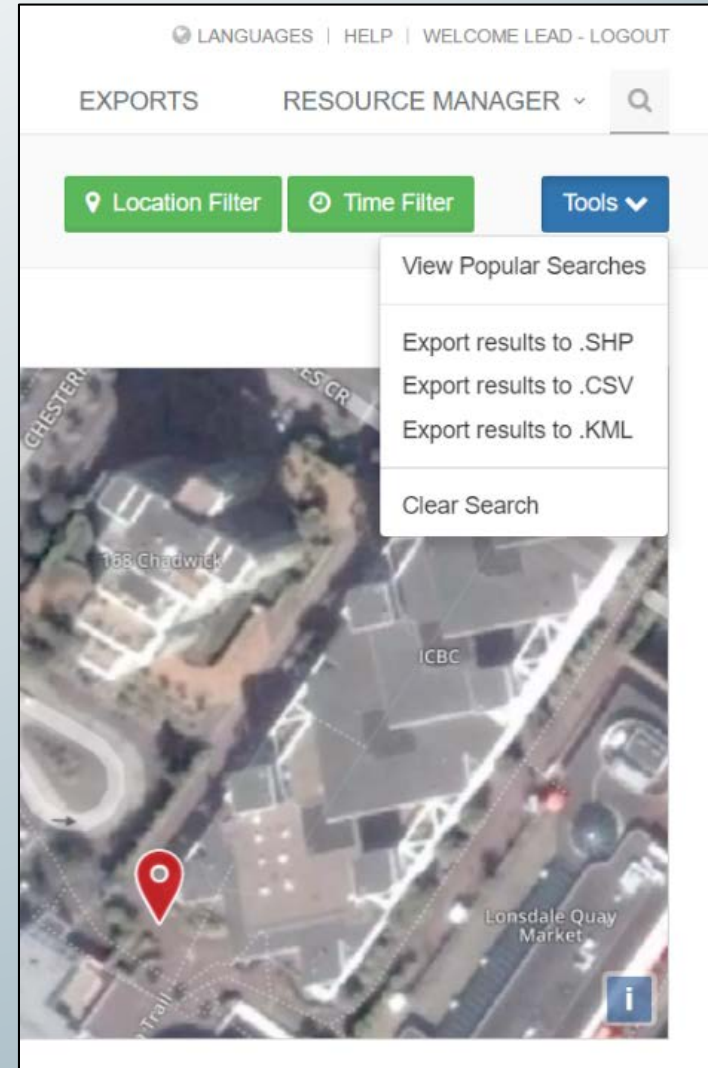 LANGUAGES | HELP | WELCOME LEAD - LOGOUT
EXPORTS RESOURCE MANAGER
Location Filter Time Filter Tools
View Popular Searches
Export results to .SHP
Export results to .CSV
Export results to .KML
Clear Search
168 Chadwick
ICBC
Lonsdale Quay
Market
Trail
i